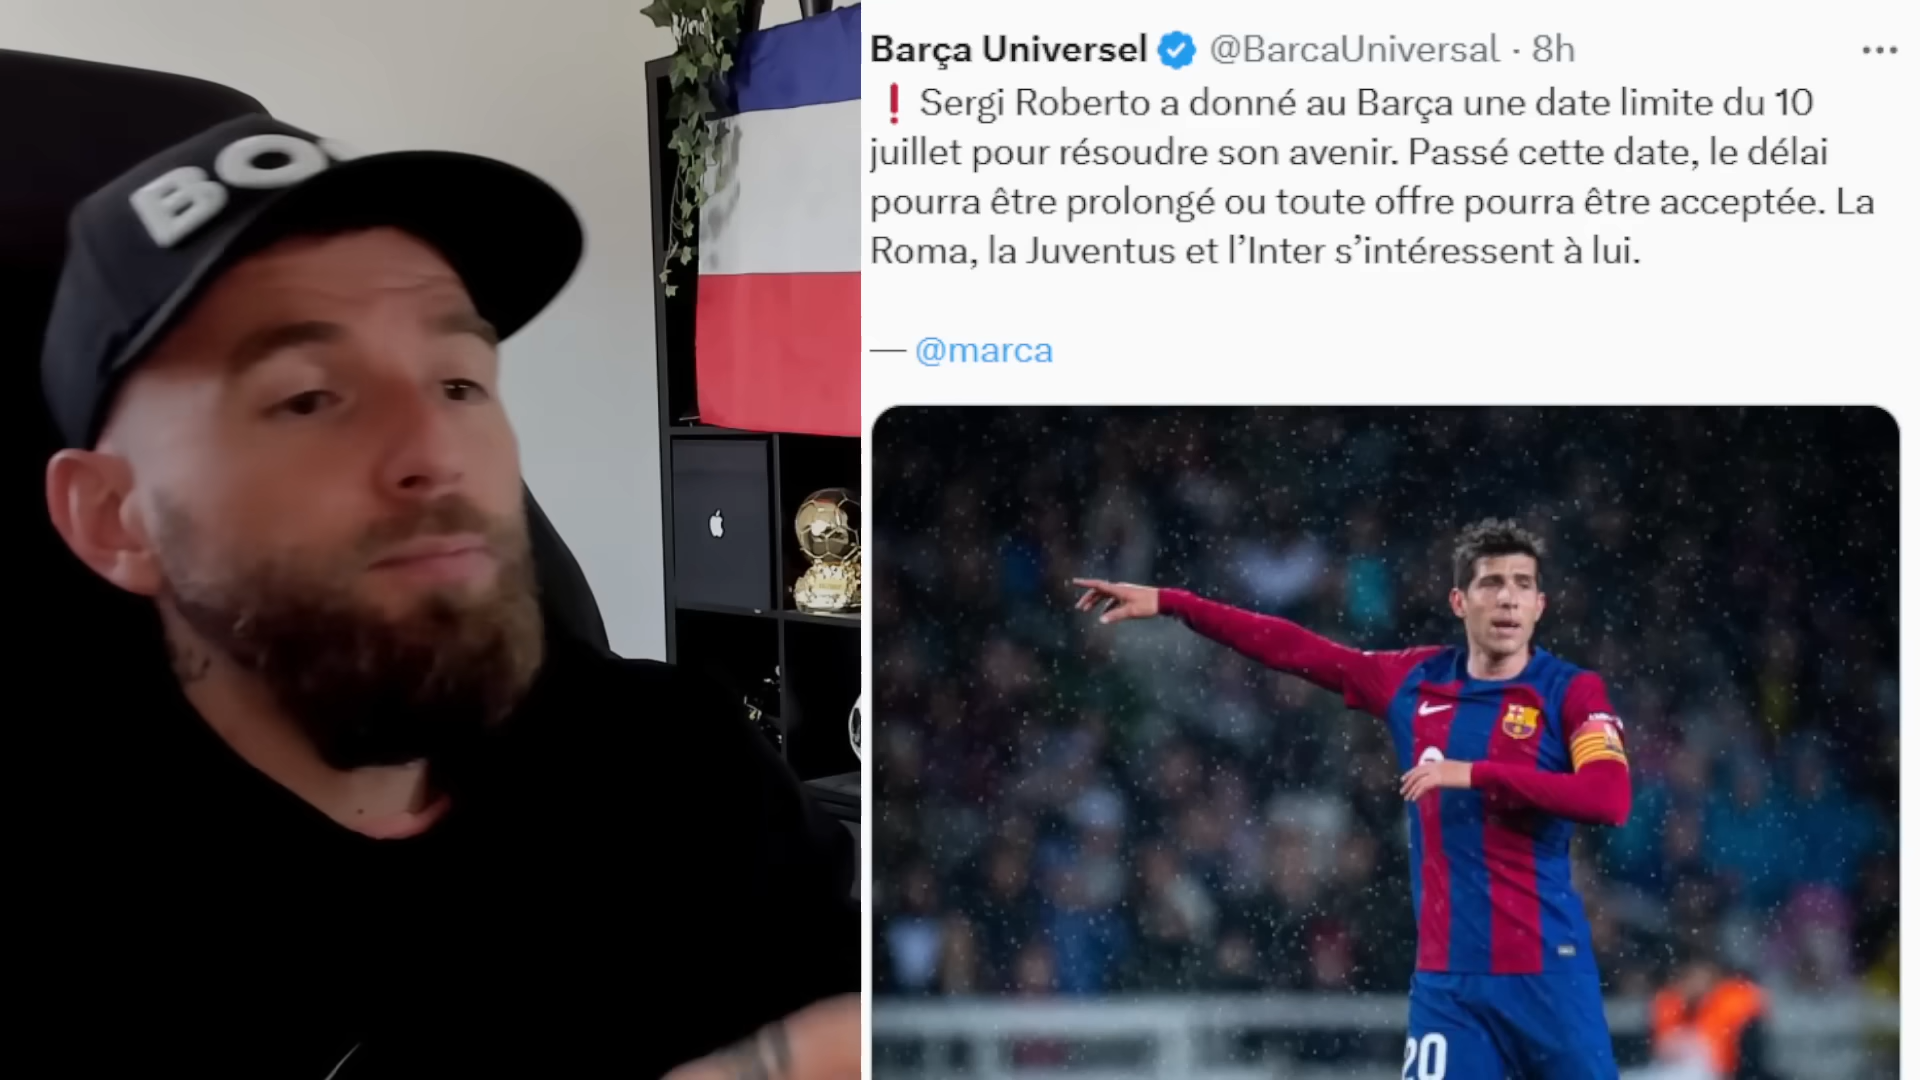 BO
Barça Universel @BarcaUniversal · 8h
❗ Sergi Roberto a donné au Barça une date limite du 10
juillet pour résoudre son avenir. Passé cette date, le délai
pourra être prolongé ou toute offre pourra être acceptée. La
Roma, la Juventus et l’Inter s’intéressent à lui.
— @marca
20